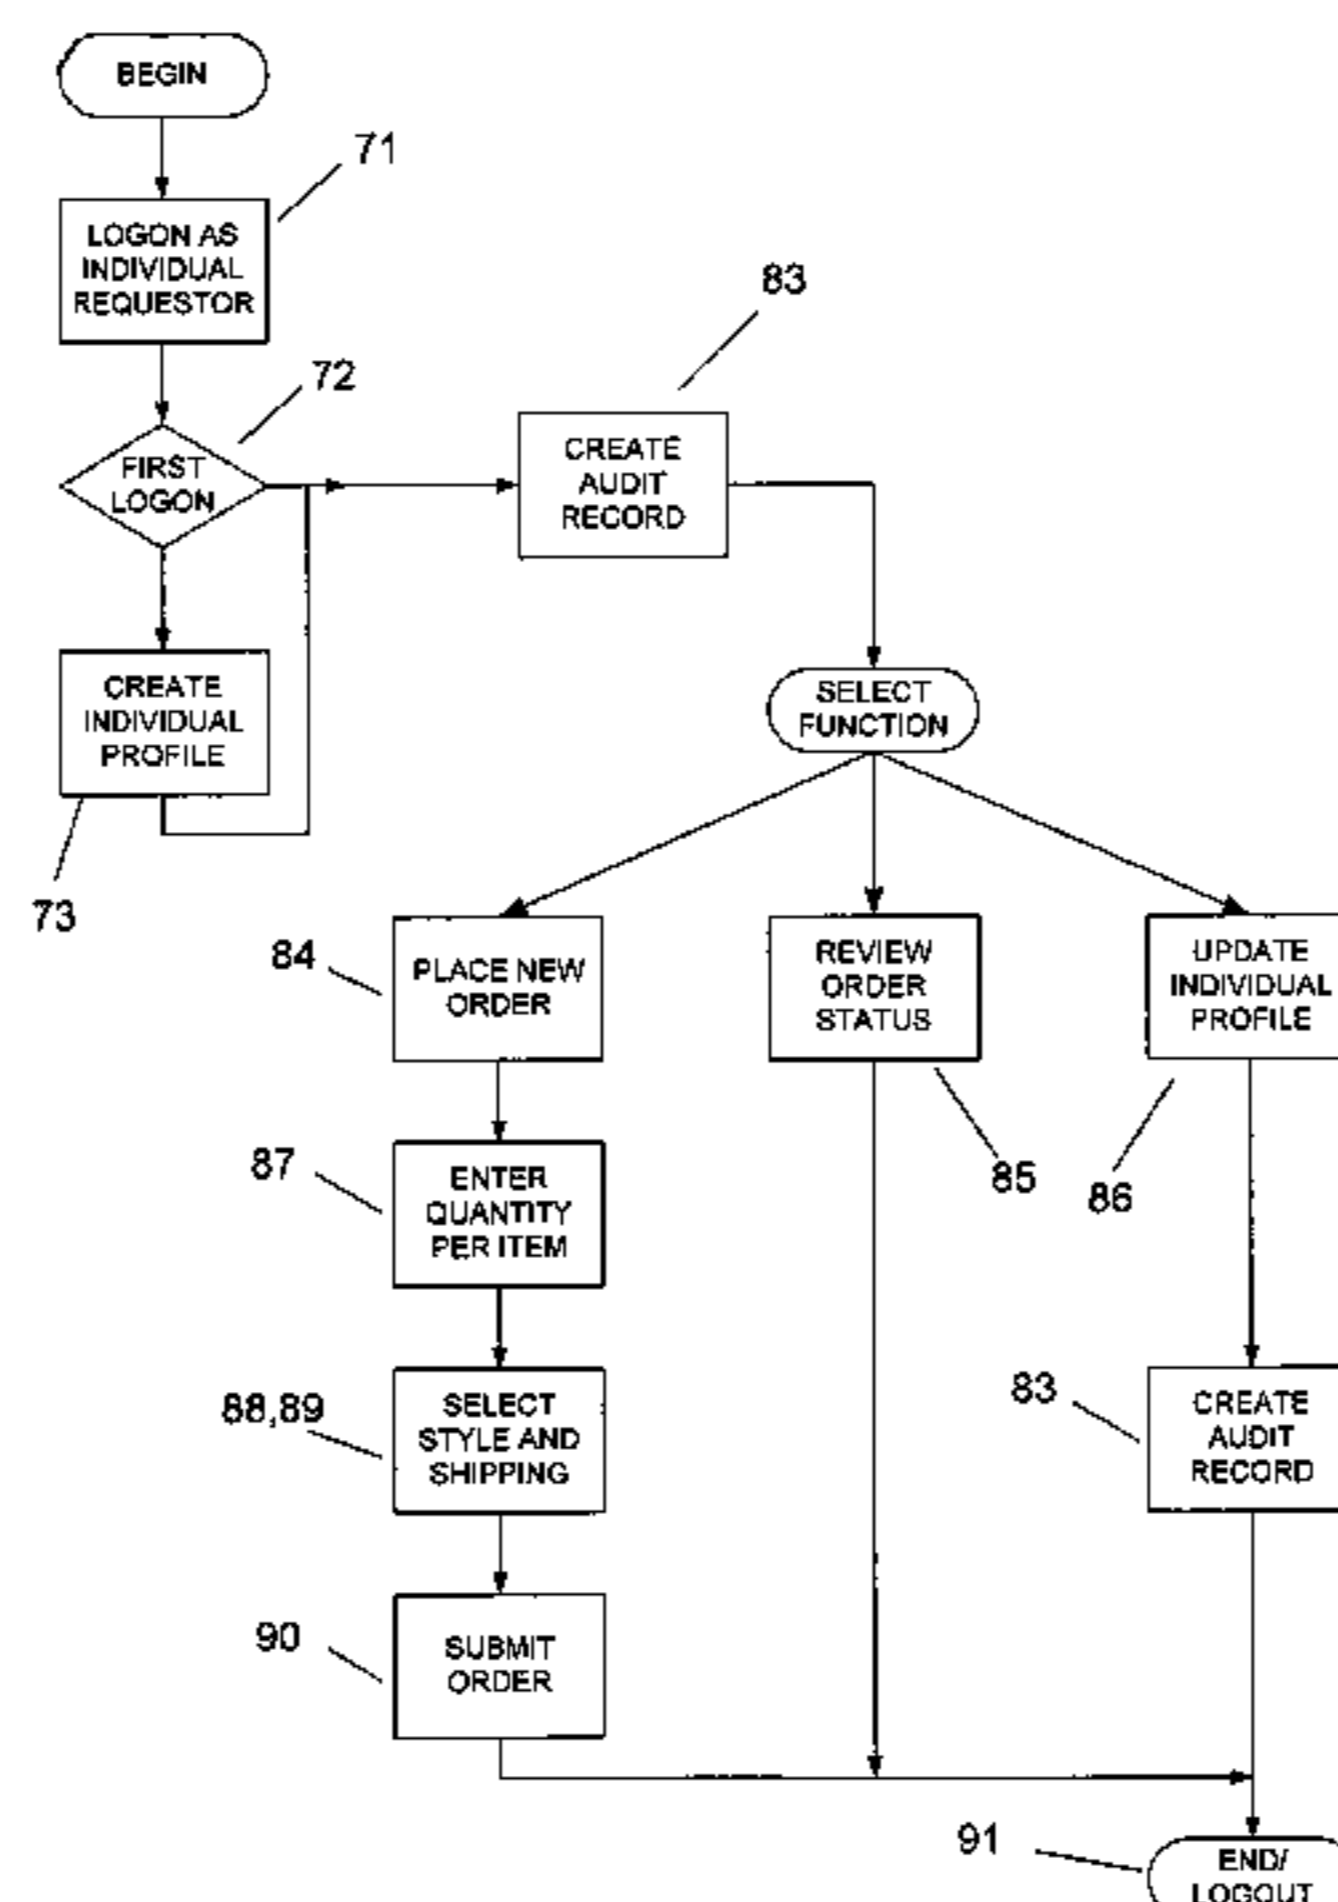 BEGIN
71
LOGON AS
INDIVIDUAL
REQUESTOR
72
FIRST
LOGON
83
CREATE
AUDIT
RECORD
CREATE
INDIVIDUAL
PROFILE
73
SELECT
FUNCTION
84
PLACE NEW
ORDER
REVIEW
ORDER
STATUS
85
UPDATE
INDIVIDUAL
PROFILE
86
87
ENTER
QUANTITY
PER ITEM
88,89
SELECT
STYLE AND
SHIPPING
83
CREATE
AUDIT
RECORD
90
SUBMIT
ORDER
91
END/
LOGOUT